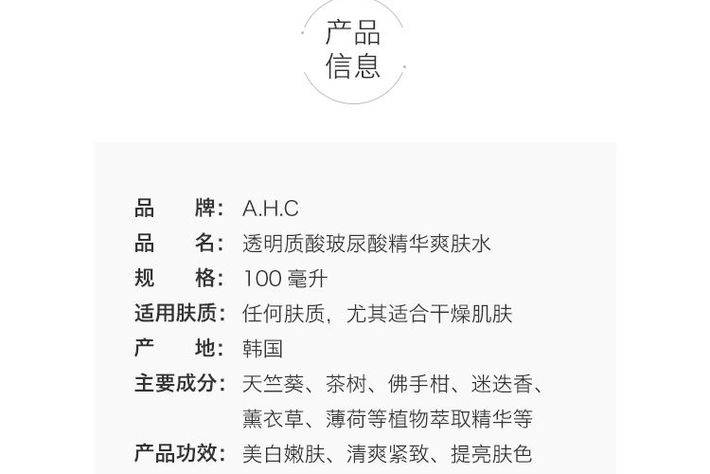 产品
信息
品 牌： A.H.C
品 名： 透明质酸玻尿酸精华爽肤水
规 格： 100 毫升
适用肤质： 任何肤质，尤其适合干燥肌肤
产 地： 韩国
主要成分： 天竺葵、茶树、佛手柑、迷迭香、
薰衣草、薄荷等植物萃取精华等
产品功效： 美白嫩肤、清爽紧致、提亮肤色